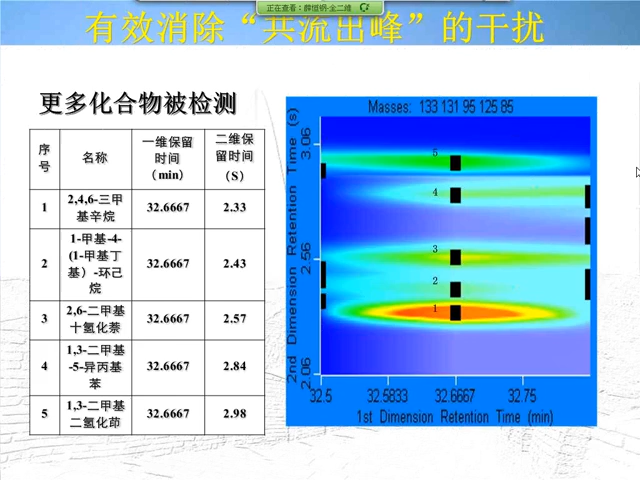 正在查看：薛恒钢-全二维
有效消除“共流出峰”的干扰
更多化合物被检测
序号 名称 一维保留时间（min） 二维保留时间（S）
1 2,4,6-三甲基辛烷 32.6667 2.33
2 1-甲基-4-(1-甲基丁基）-环己烷 32.6667 2.43
3 2,6-二甲基十氢化萘 32.6667 2.57
4 1,3-二甲基-5-异丙基苯 32.6667 2.84
5 1,3-二甲基二氢化茚 32.6667 2.98
Masses: 133 131 95 125 85
2nd Dimension Retention Time (s)
3.06
2.56
2.06
5
4
3
2
1
32.5 32.5833 32.6667 32.75
1st Dimension Retention Time (min)